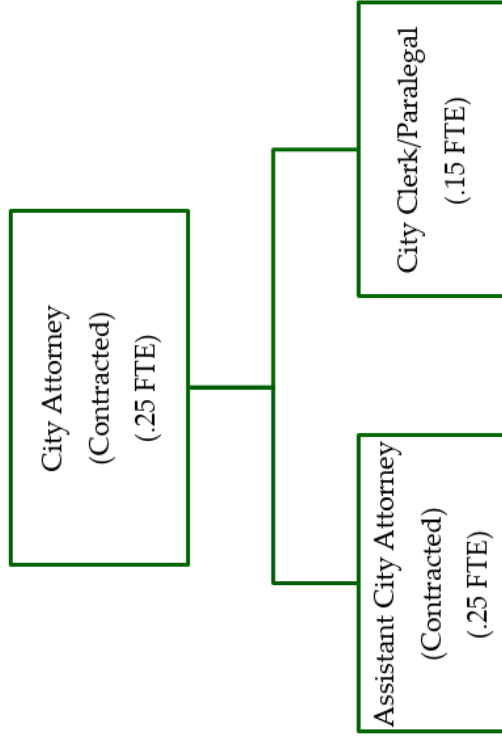 City Attorney
(Contracted)
(.25 FTE)
Assistant City Attorney
(Contracted)
(.25 FTE)
City Clerk/Paralegal
(.15 FTE)